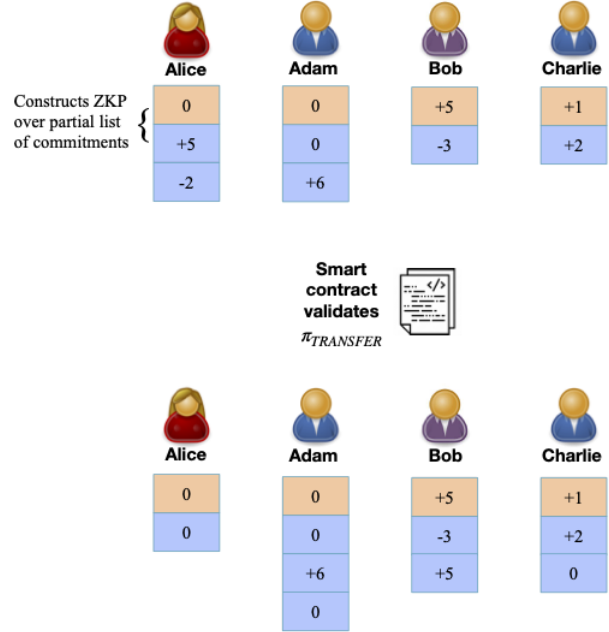 Alice Adam Bob Charlie
Constructs ZKP
over partial list
of commitments
{
0 0 +5 +1
+5 0 -3 +2
-2 +6
Smart
contract
validates
π_TRANSFER
</>
Alice Adam Bob Charlie
0 0 +5 +1
0 0 -3 +2
+6 +5 0
0